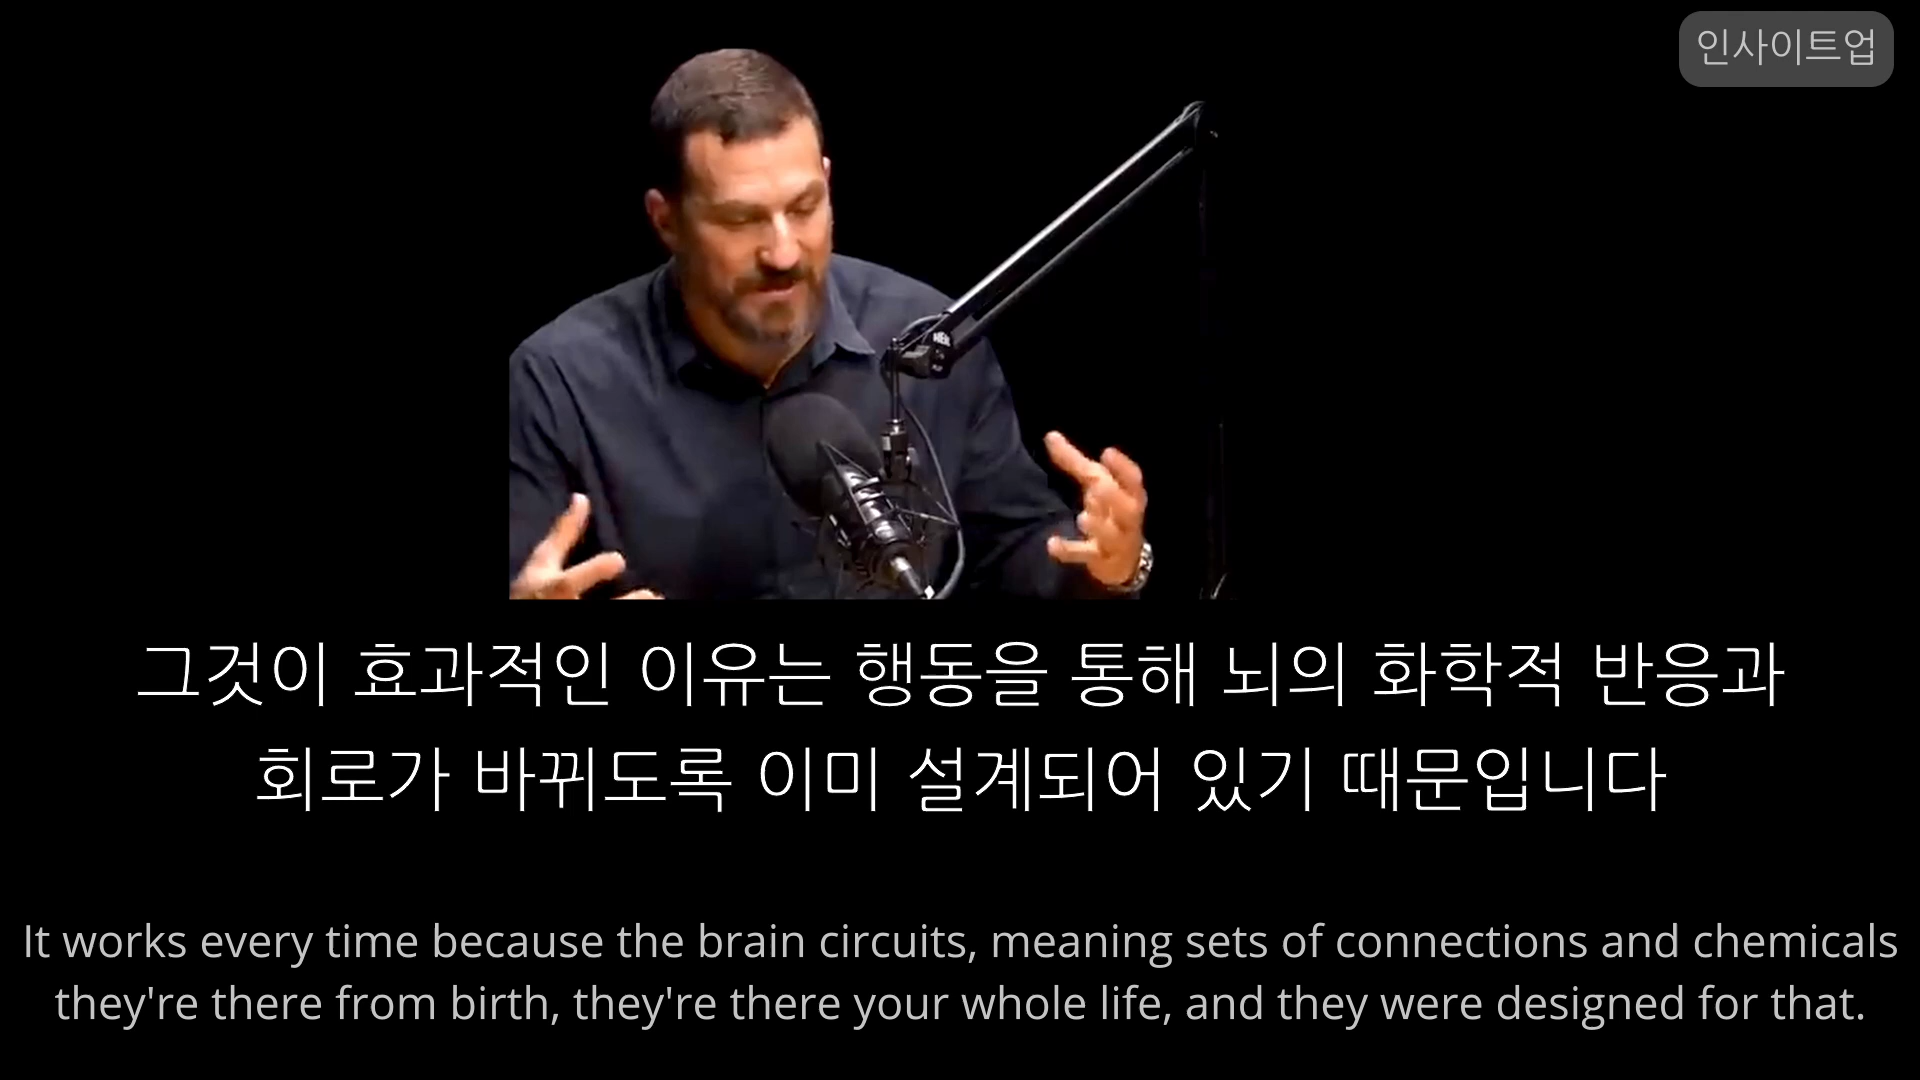 인사이트업
그것이 효과적인 이유는 행동을 통해 뇌의 화학적 반응과
회로가 바뀌도록 이미 설계되어 있기 때문입니다
It works every time because the brain circuits, meaning sets of connections and chemicals
they're there from birth, they're there your whole life, and they were designed for that.